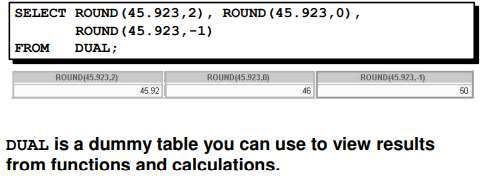 SELECT ROUND(45.923,2), ROUND(45.923,0),
ROUND(45.923,-1)
FROM DUAL;
ROUND(45.923,2) ROUND(45.923,0) ROUND(45.923,-1)
45.92 46 50
DUAL is a dummy table you can use to view results
from functions and calculations.